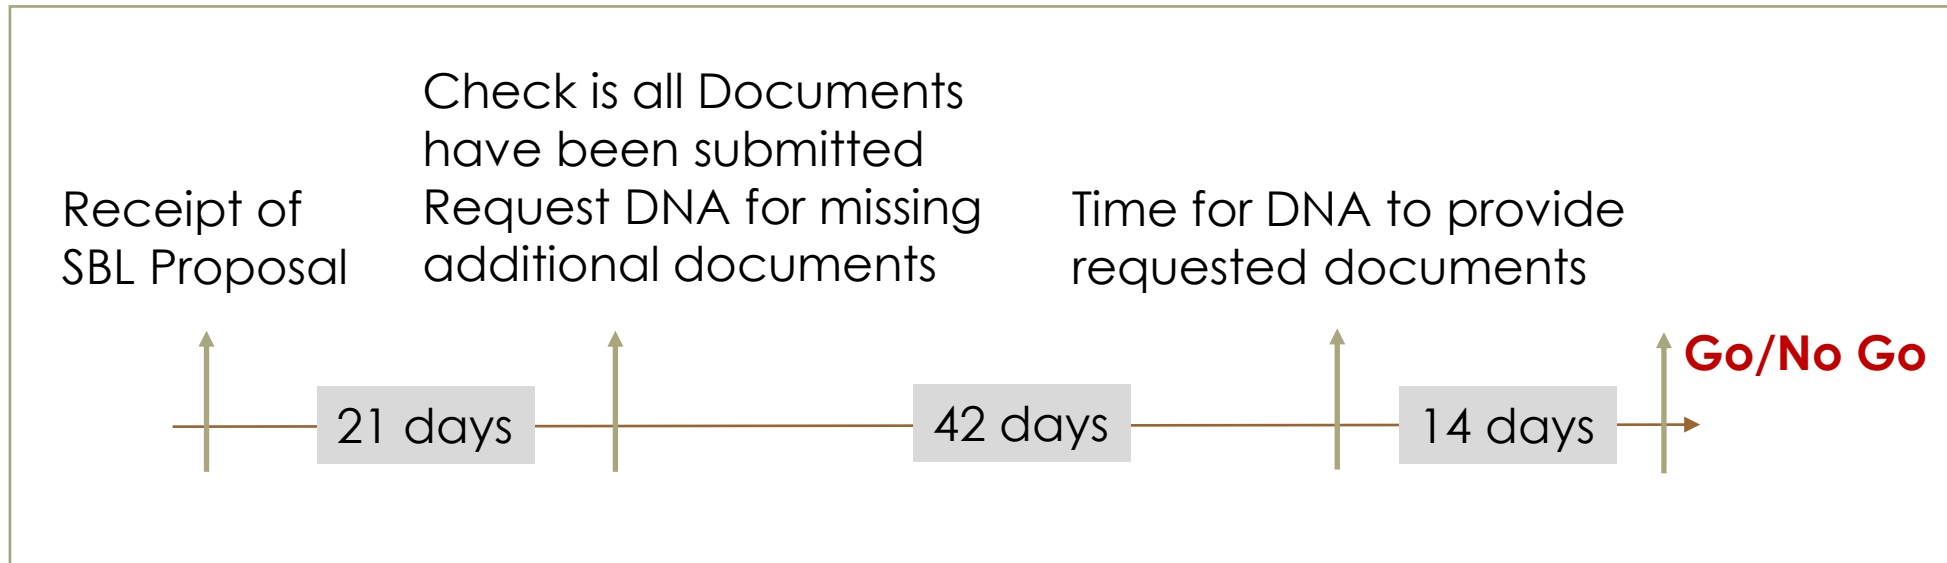 Receipt of
SBL Proposal
Check is all Documents
have been submitted
Request DNA for missing
additional documents
Time for DNA to provide
requested documents
Go/No Go
21 days
42 days
14 days